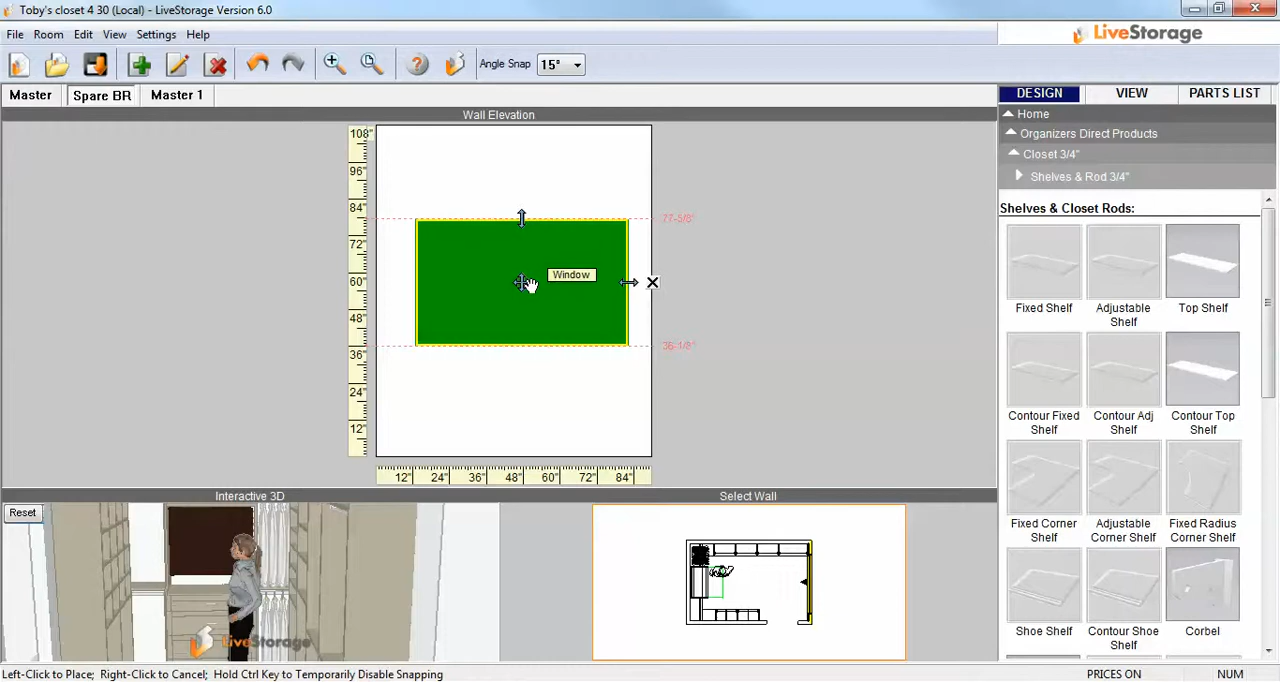 Toby's closet 4 30 (Local) - LiveStorage Version 6.0
File Room Edit View Settings Help
LiveStorage
Angle Snap 15°
Master Spare BR Master 1
DESIGN VIEW PARTS LIST
Wall Elevation
Home
Organizers Direct Products
Closet 3/4"
Shelves & Rod 3/4"
Shelves & Closet Rods:
108"
96"
84"
72"
60"
48"
36"
24"
12"
77-5/8"
Window
36-1/8"
12" 24" 36" 48" 60" 72" 84"
Fixed Shelf
Adjustable Shelf
Top Shelf
Contour Fixed Shelf
Contour Adj Shelf
Contour Top Shelf
Fixed Corner Shelf
Adjustable Corner Shelf
Fixed Radius Corner Shelf
Shoe Shelf
Contour Shoe Shelf
Corbel
Interactive 3D
Select Wall
Reset
LiveStorage
Left-Click to Place; Right-Click to Cancel; Hold Ctrl Key to Temporarily Disable Snapping
PRICES ON
NUM